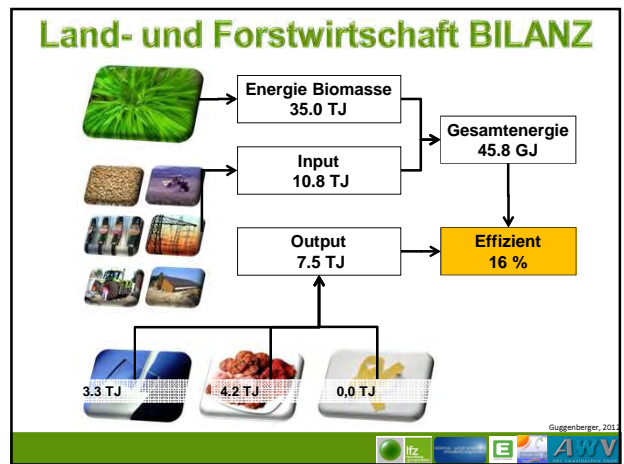 Land- und Forstwirtschaft BILANZ
Energie Biomasse
35.0 TJ
Gesamtenergie
45.8 GJ
Input
10.8 TJ
Output
7.5 TJ
Effizient
16 %
3.3 TJ
4.2 TJ
0,0 TJ
Guggenberger, 2012
lfz
E
AWV